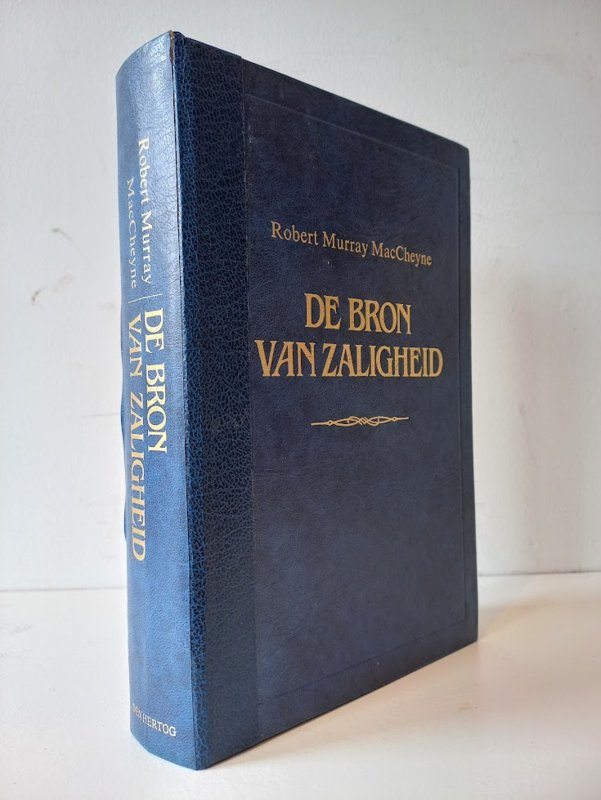 Robert Murray
MacCheyne
DE BRON
VAN ZALIGHEID
DEN HERTOG
Robert Murray MacCheyne
DE BRON
VAN ZALIGHEID